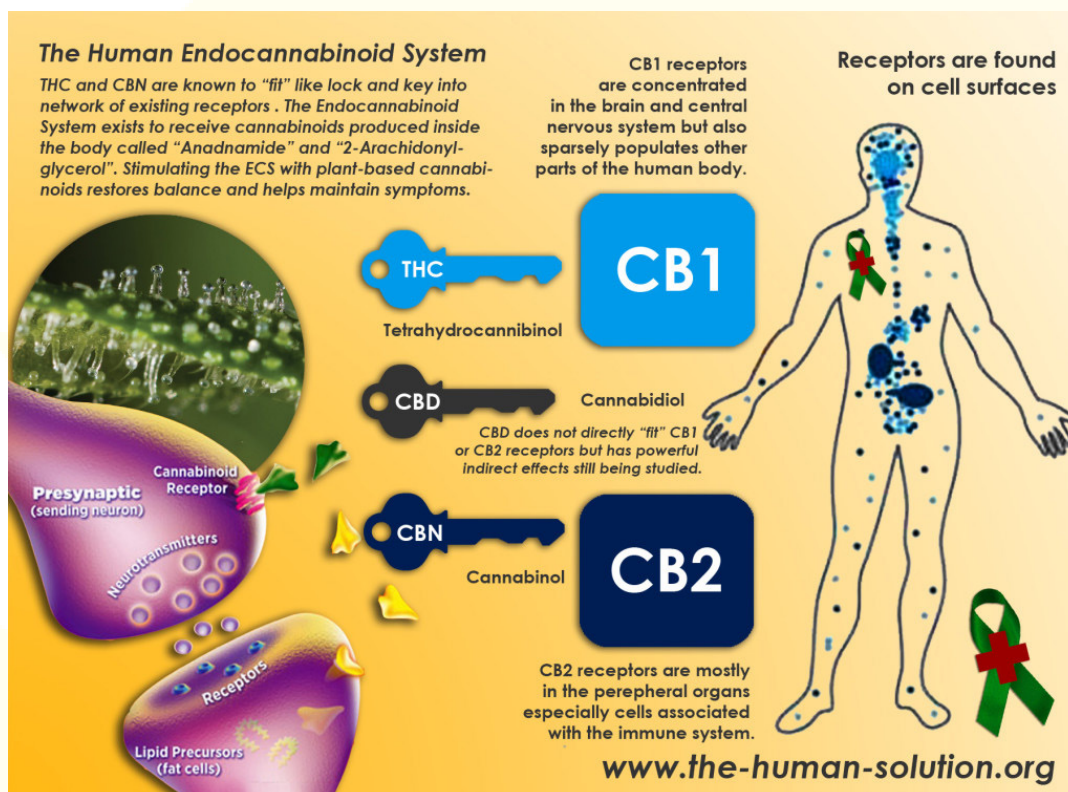 The Human Endocannabinoid System
THC and CBN are known to “fit” like lock and key into
network of existing receptors . The Endocannabinoid
System exists to receive cannabinoids produced inside
the body called “Anadnamide” and “2-Arachidonyl-
glycerol”. Stimulating the ECS with plant-based cannabi-
noids restores balance and helps maintain symptoms.
CB1 receptors
are concentrated
in the brain and central
nervous system but also
sparsely populates other
parts of the human body.
Receptors are found
on cell surfaces
THC
CB1
Tetrahydrocannibinol
CBD
Cannabidiol
CBD does not directly “fit” CB1
or CB2 receptors but has powerful
indirect effects still being studied.
Cannabinoid
Receptor
Presynaptic
(sending neuron)
Neurotransmitters
CBN
CB2
Cannabinol
Receptors
Lipid Precursors
(fat cells)
CB2 receptors are mostly
in the perepheral organs
especially cells associated
with the immune system.
www.the-human-solution.org